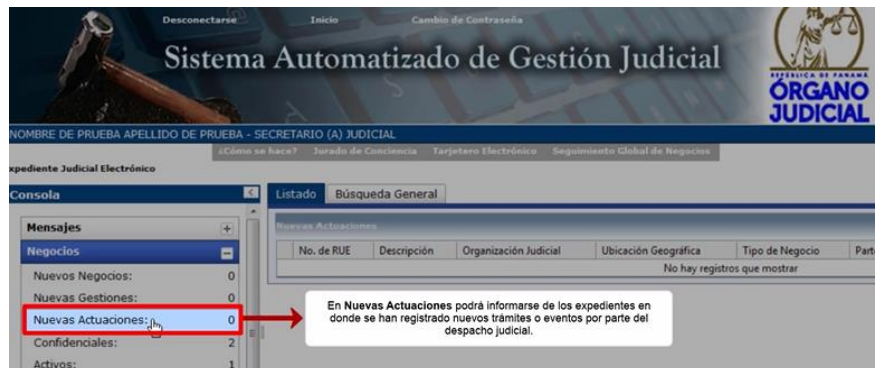 Desconectarse Inicio Cambio de Contraseña
Sistema Automatizado de Gestión Judicial
REPÚBLICA DE PANAMÁ
ÓRGANO
JUDICIAL
NOMBRE DE PRUEBA APELLIDO DE PRUEBA - SECRETARIO (A) JUDICIAL
¿Cómo se hace? Jurado de Conciencia Tarjetero Electrónico Seguimiento Global de Negocios
xpediente Judicial Electrónico
Consola
Mensajes
Negocios
Nuevos Negocios: 0
Nuevas Gestiones: 0
Nuevas Actuaciones: 0
Confidenciales: 2
Activos: 1
Listado Búsqueda General
Nuevas Actuaciones
No. de RUE Descripción Organización Judicial Ubicación Geográfica Tipo de Negocio Part
No hay registros que mostrar
En Nuevas Actuaciones podrá informarse de los expedientes en
donde se han registrado nuevos trámites o eventos por parte del
despacho judicial.